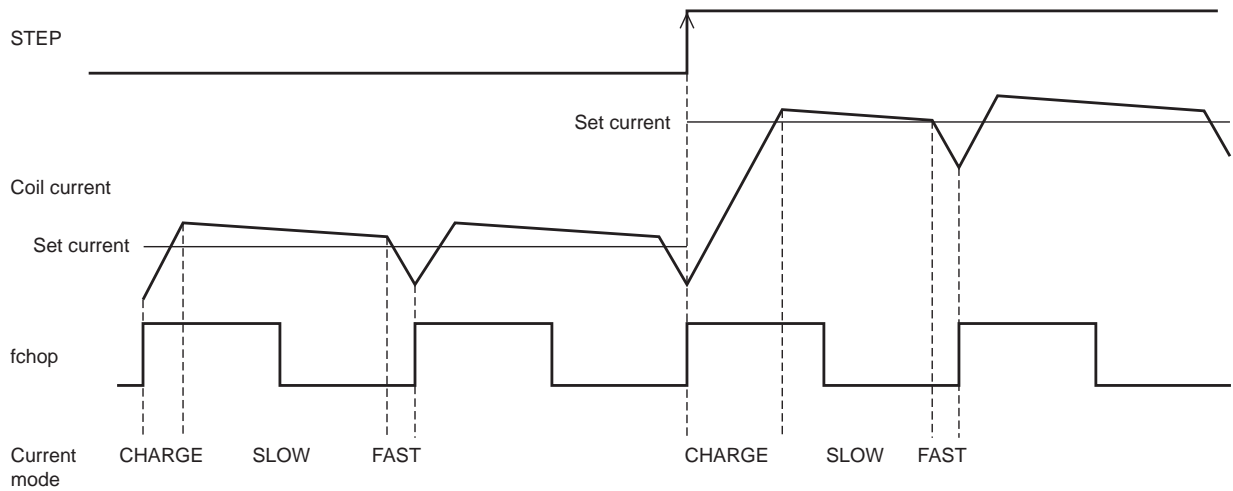 STEP
Set current
Coil current
Set current
fchop
Current mode
CHARGE SLOW FAST CHARGE SLOW FAST